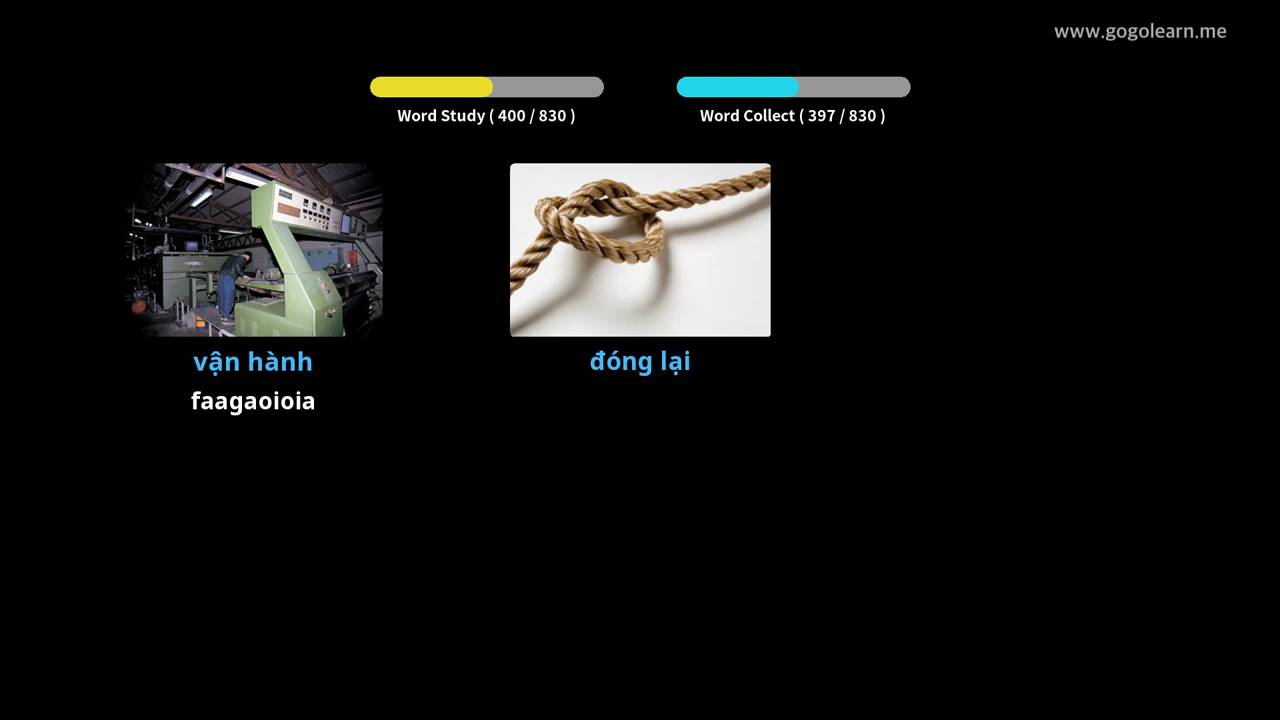 www.gogolearn.me
Word Study ( 400 / 830 )
Word Collect ( 397 / 830 )
vận hành
faagaoioia
đóng lại